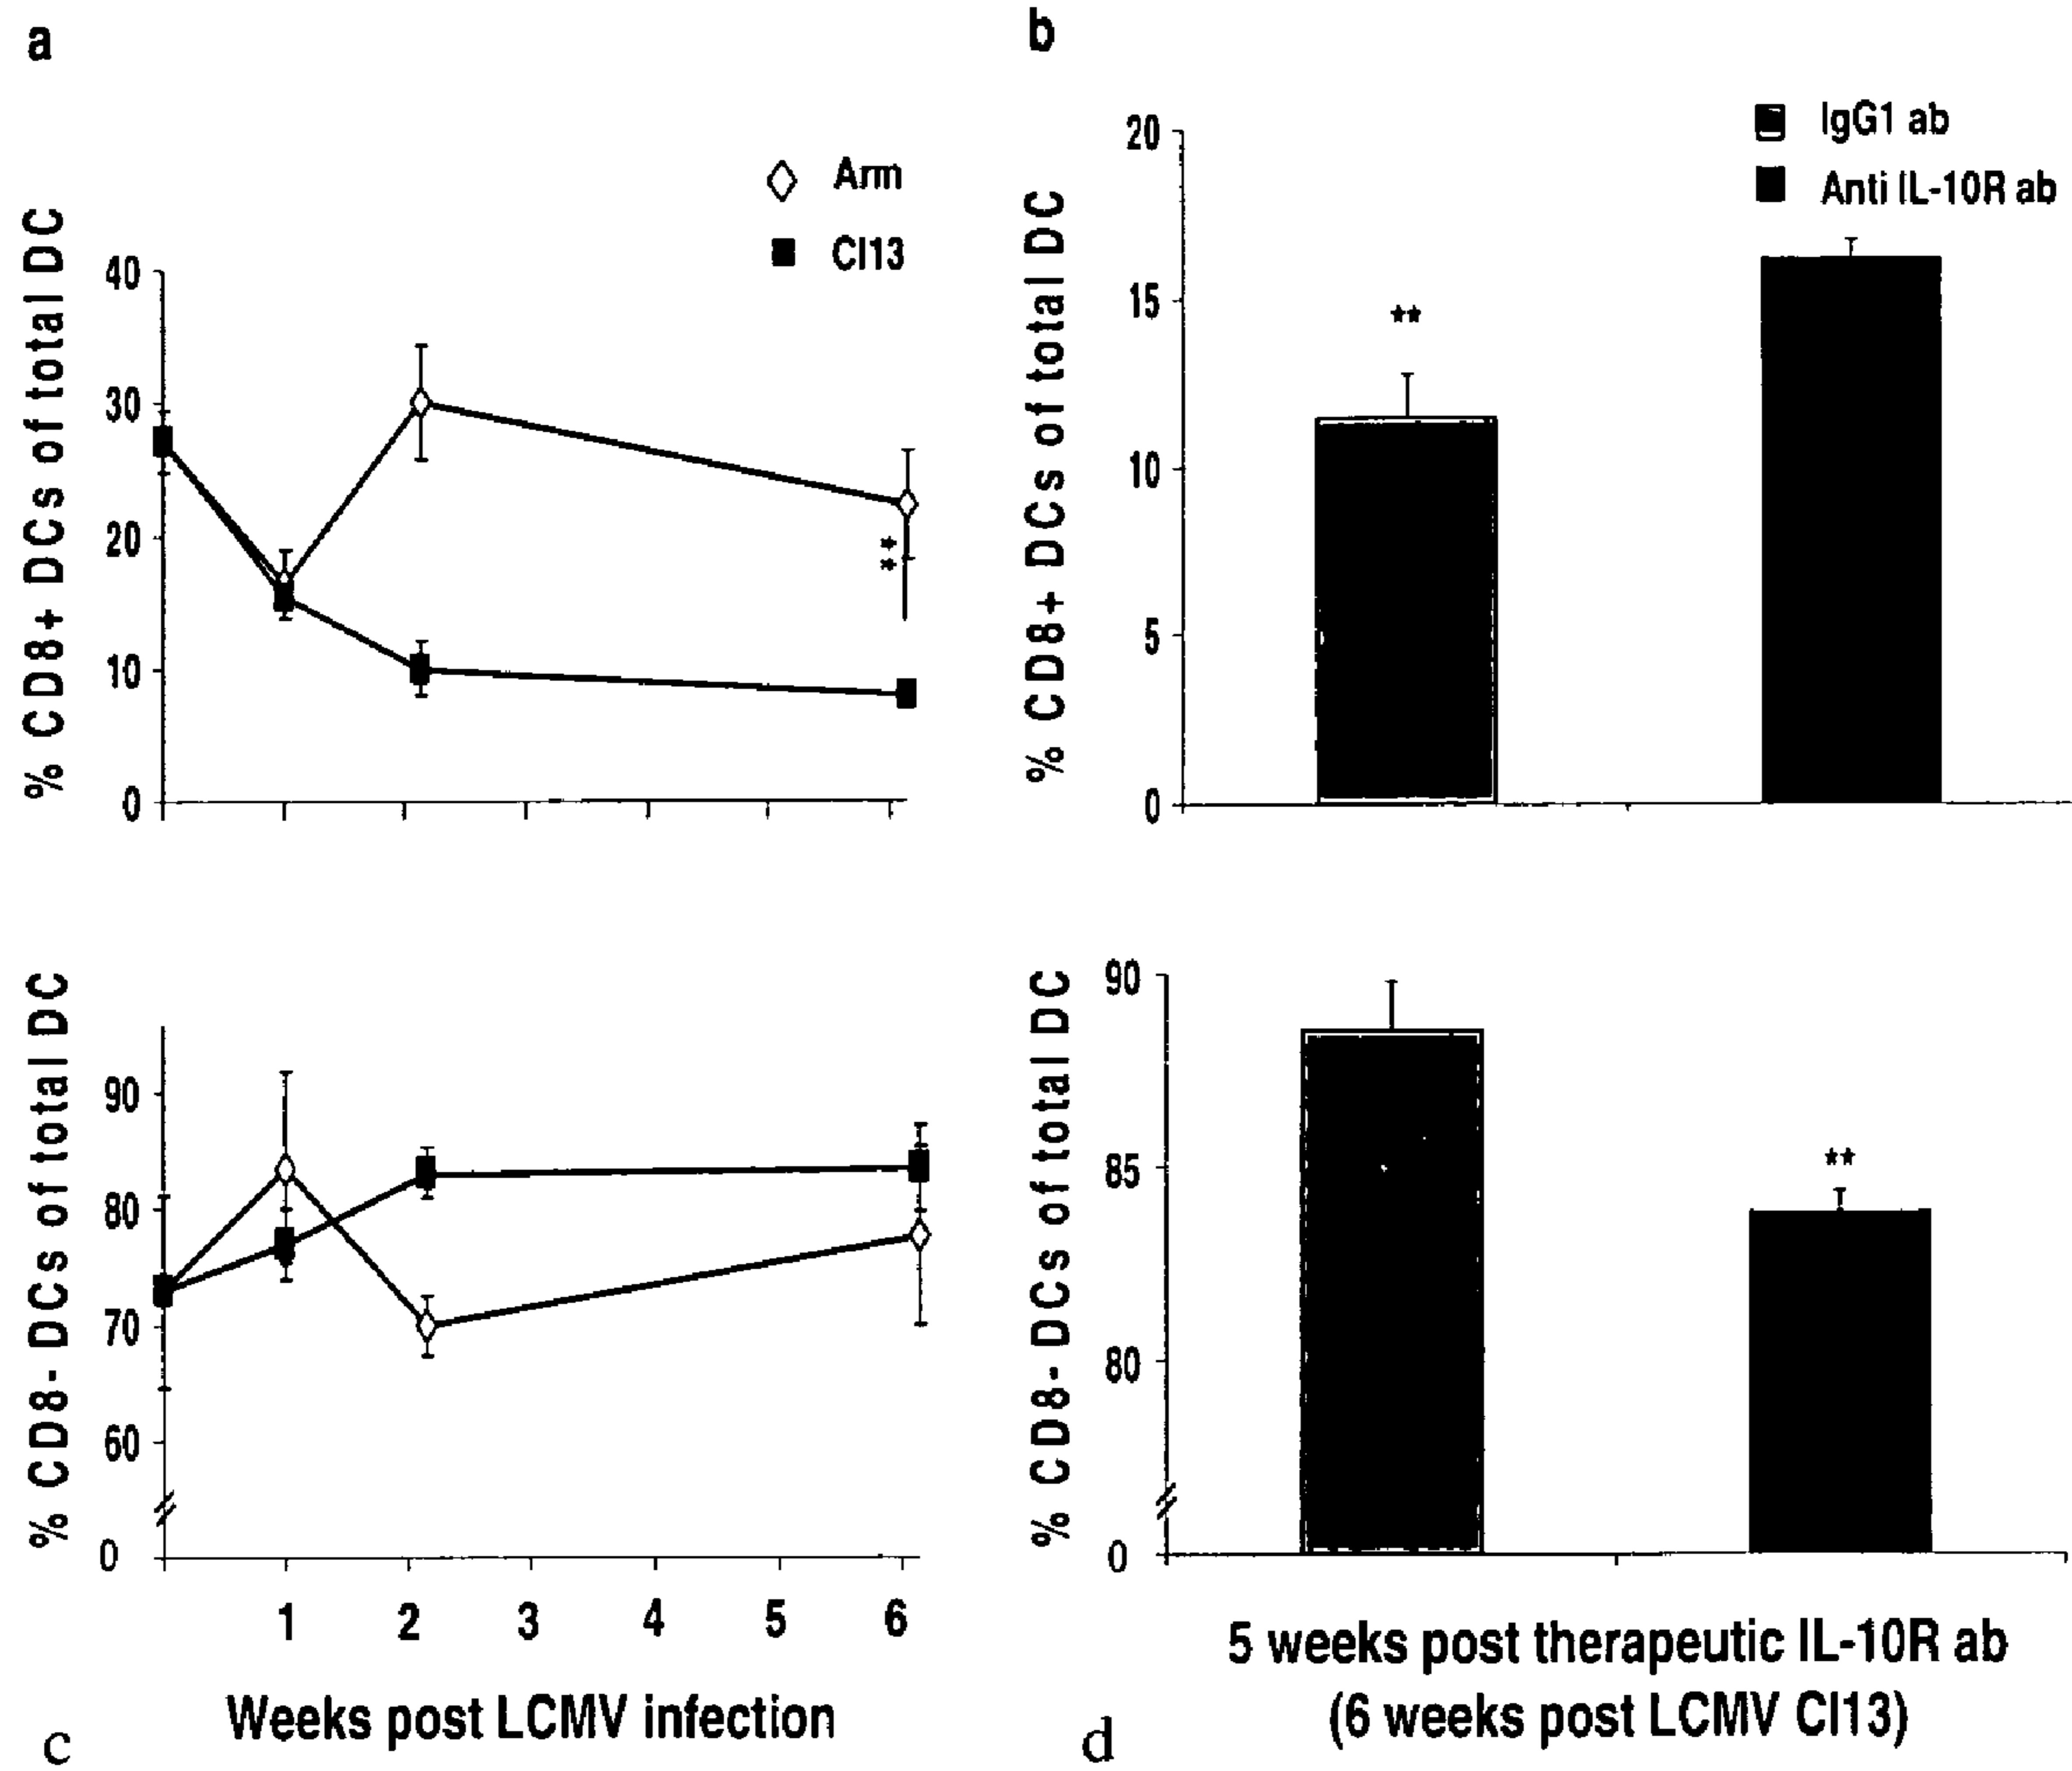 a
b
Arm
Cl13
% CD8+ DCs of total DC
40
30
20
10
0
**
IgG1 ab
Anti IL-10R ab
% CD8+ DCs of total DC
20
15
10
5
0
**
% CD8- DCs of total DC
90
80
70
60
0
1 2 3 4 5 6
Weeks post LCMV infection
c
% CD8- DCs of total DC
90
85
80
0
**
5 weeks post therapeutic IL-10R ab
(6 weeks post LCMV Cl13)
d